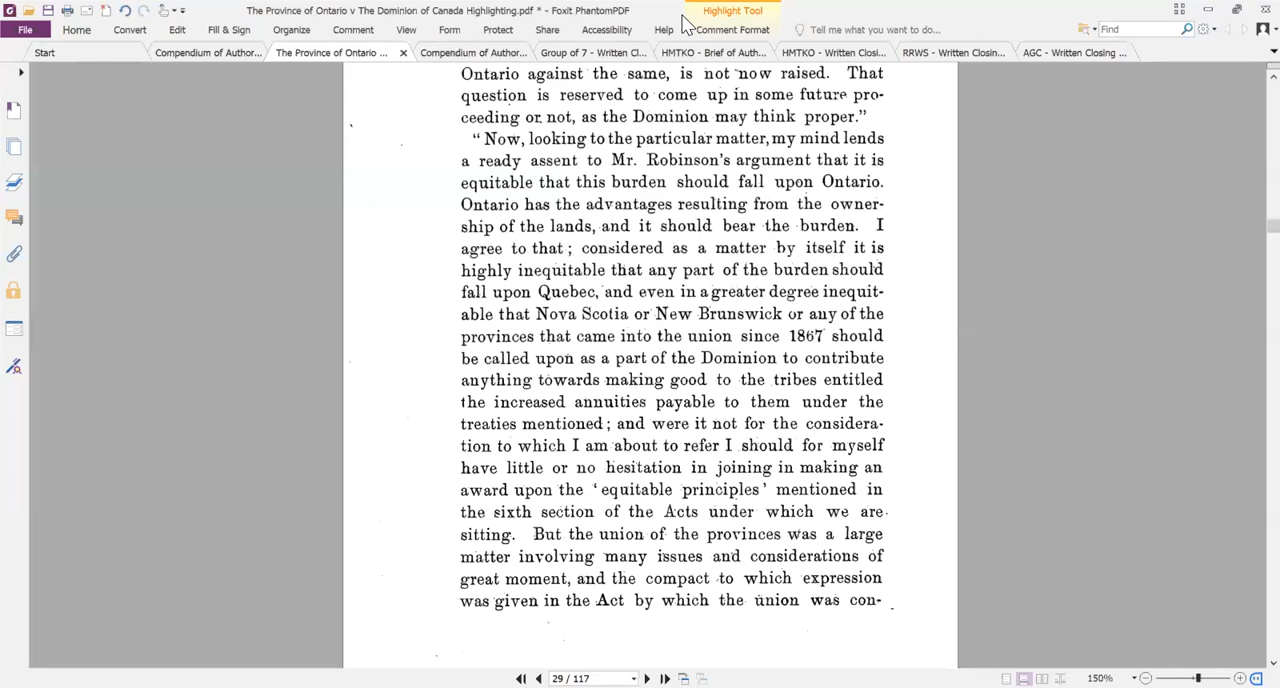 The Province of Ontario v The Dominion of Canada Highlighting.pdf * - Foxit PhantomPDF
Highlight Tool
File Home Convert Edit Fill & Sign Organize Comment View Form Protect Share Accessibility Help Comment Format Tell me what you want to do... Find
Start Compendium of Author... The Province of Ontario ... Compendium of Author... Group of 7 - Written Cl... HMTKO - Brief of Auth... HMTKO - Written Closi... RRWS - Written Closin... AGC - Written Closing ...
Ontario against the same, is not now raised. That
question is reserved to come up in some future pro-
ceeding or not, as the Dominion may think proper.”
“ Now, looking to the particular matter, my mind lends
a ready assent to Mr. Robinson’s argument that it is
equitable that this burden should fall upon Ontario.
Ontario has the advantages resulting from the owner-
ship of the lands, and it should bear the burden. I
agree to that ; considered as a matter by itself it is
highly inequitable that any part of the burden should
fall upon Quebec, and even in a greater degree inequit-
able that Nova Scotia or New Brunswick or any of the
provinces that came into the union since 1867 should
be called upon as a part of the Dominion to contribute
anything towards making good to the tribes entitled
the increased annuities payable to them under the
treaties mentioned ; and were it not for the considera-
tion to which I am about to refer I should for myself
have little or no hesitation in joining in making an
award upon the ‘ equitable principles ’ mentioned in
the sixth section of the Acts under which we are
sitting. But the union of the provinces was a large
matter involving many issues and considerations of
great moment, and the compact to which expression
was given in the Act by which the union was con-
29 / 117
150%